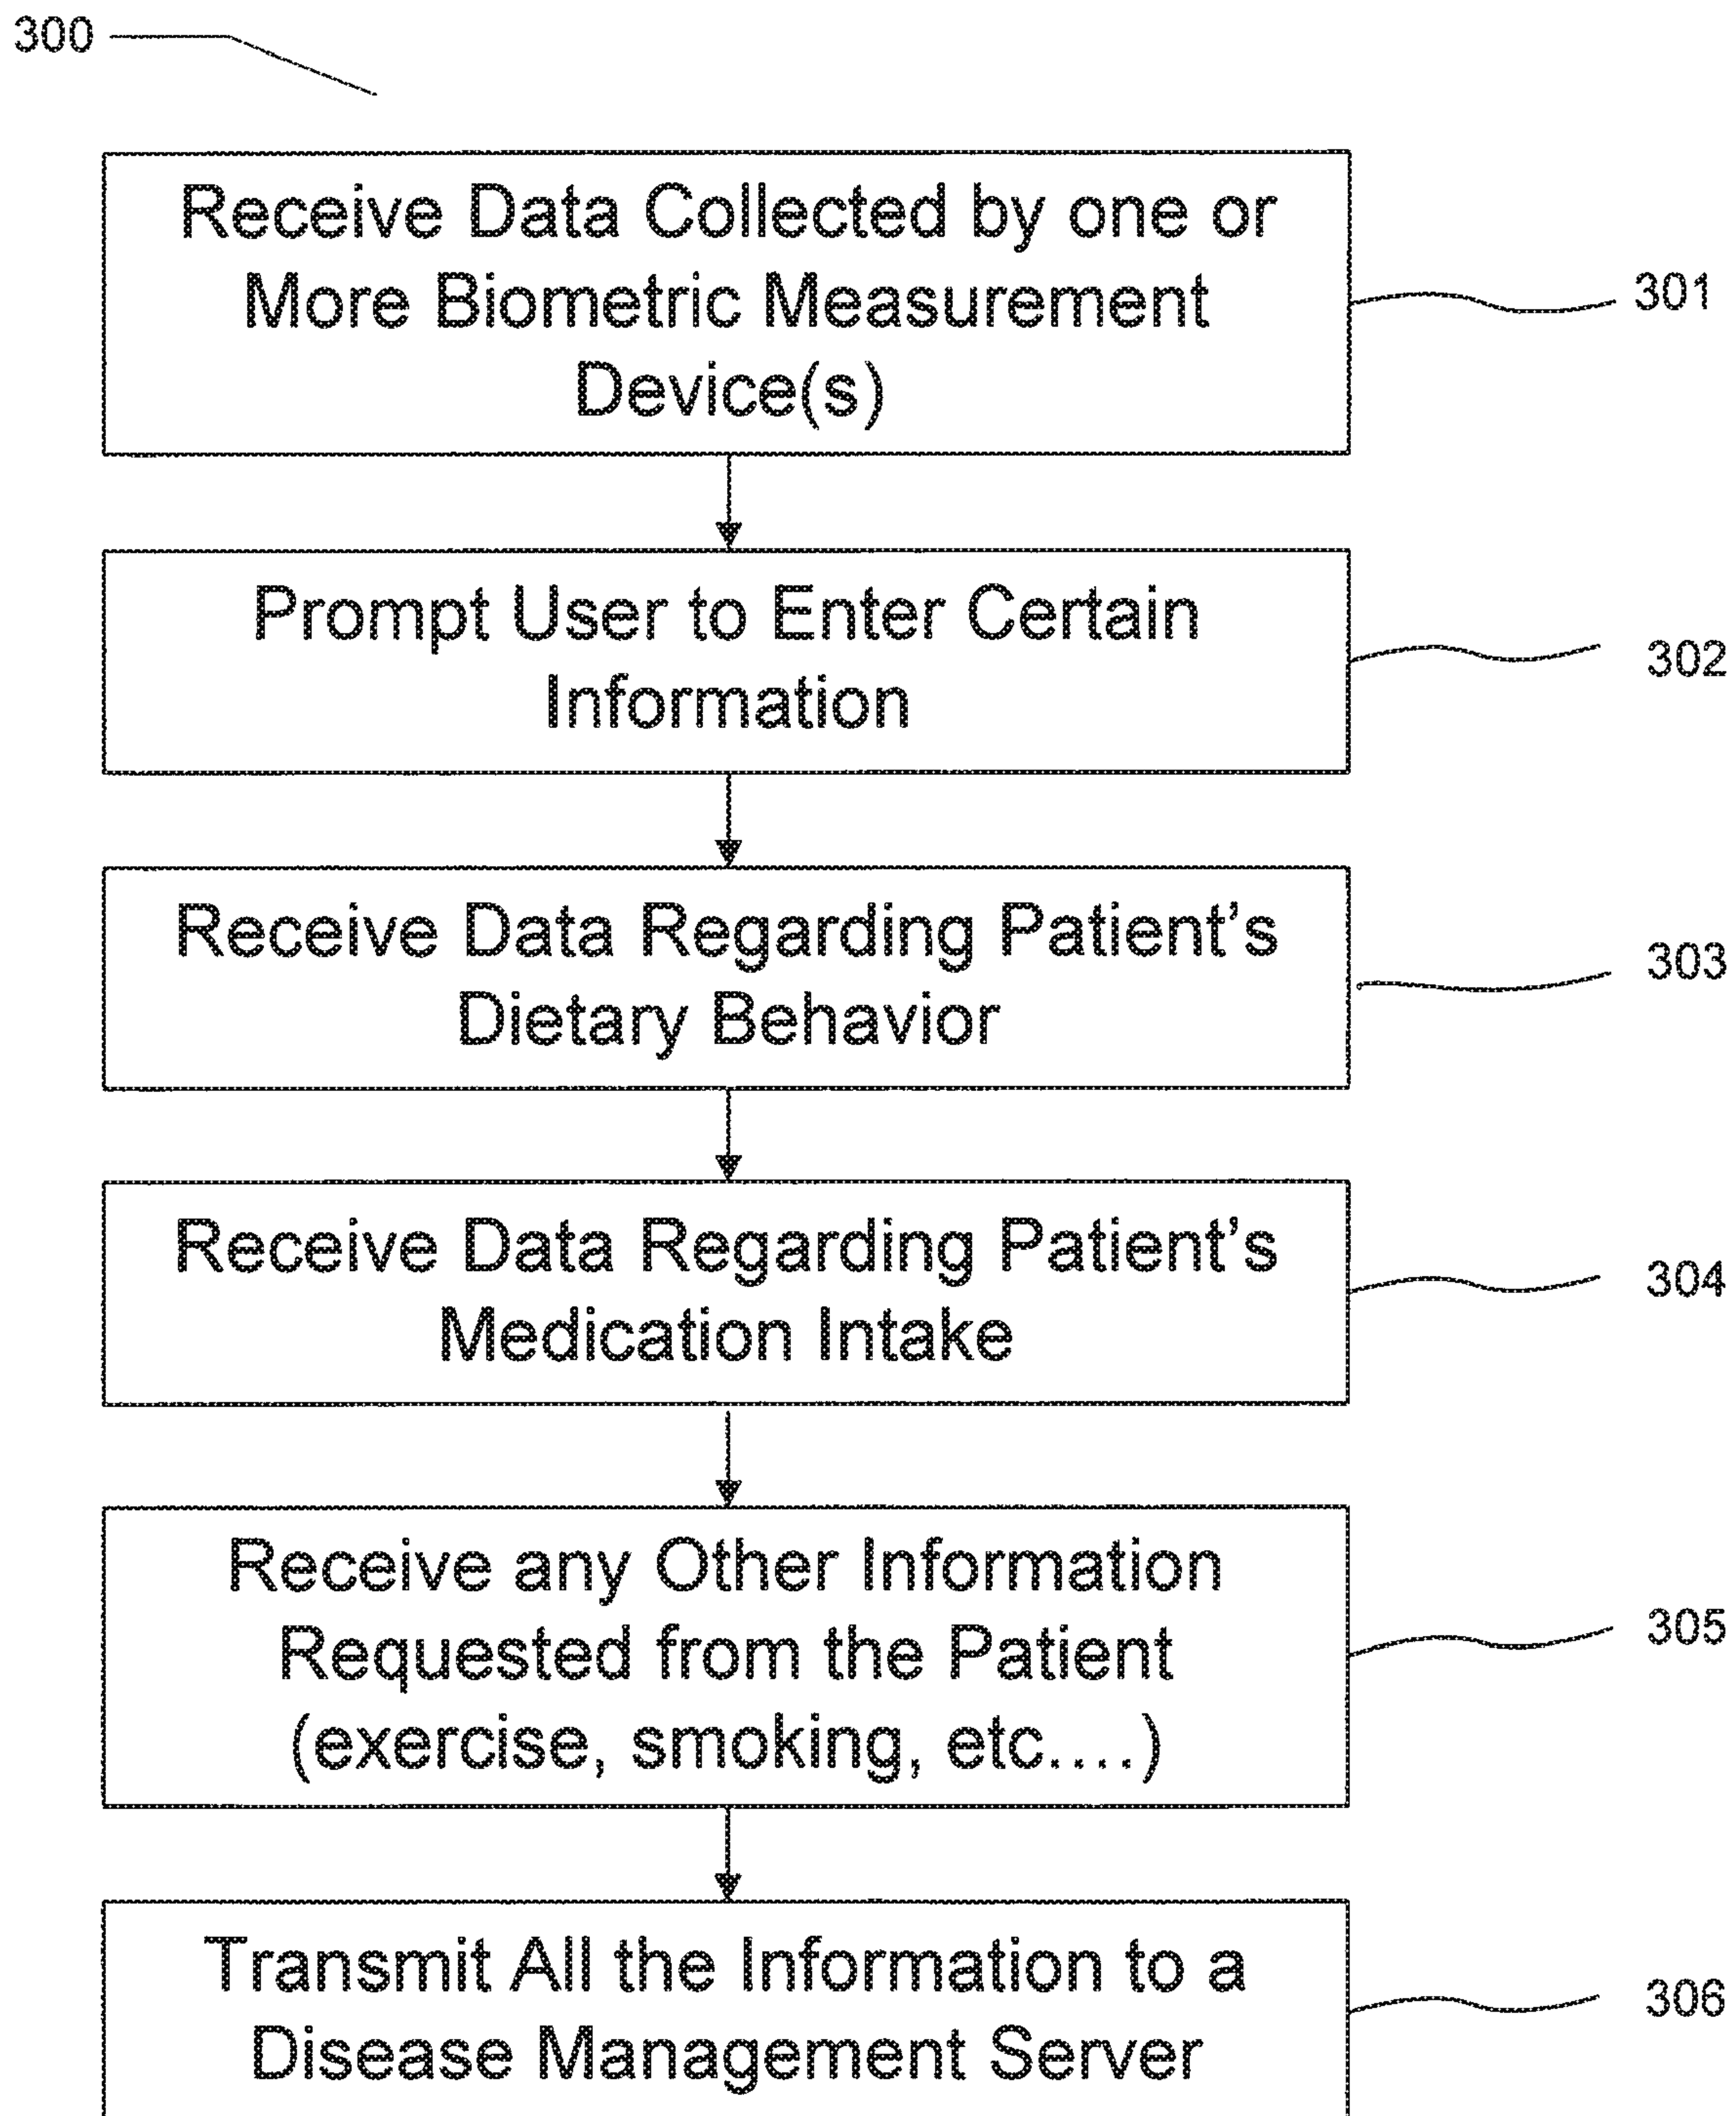 300
Receive Data Collected by one or
More Biometric Measurement
Device(s)
301
Prompt User to Enter Certain
Information
302
Receive Data Regarding Patient's
Dietary Behavior
303
Receive Data Regarding Patient's
Medication Intake
304
Receive any Other Information
Requested from the Patient
(exercise, smoking, etc....)
305
Transmit All the Information to a
Disease Management Server
306